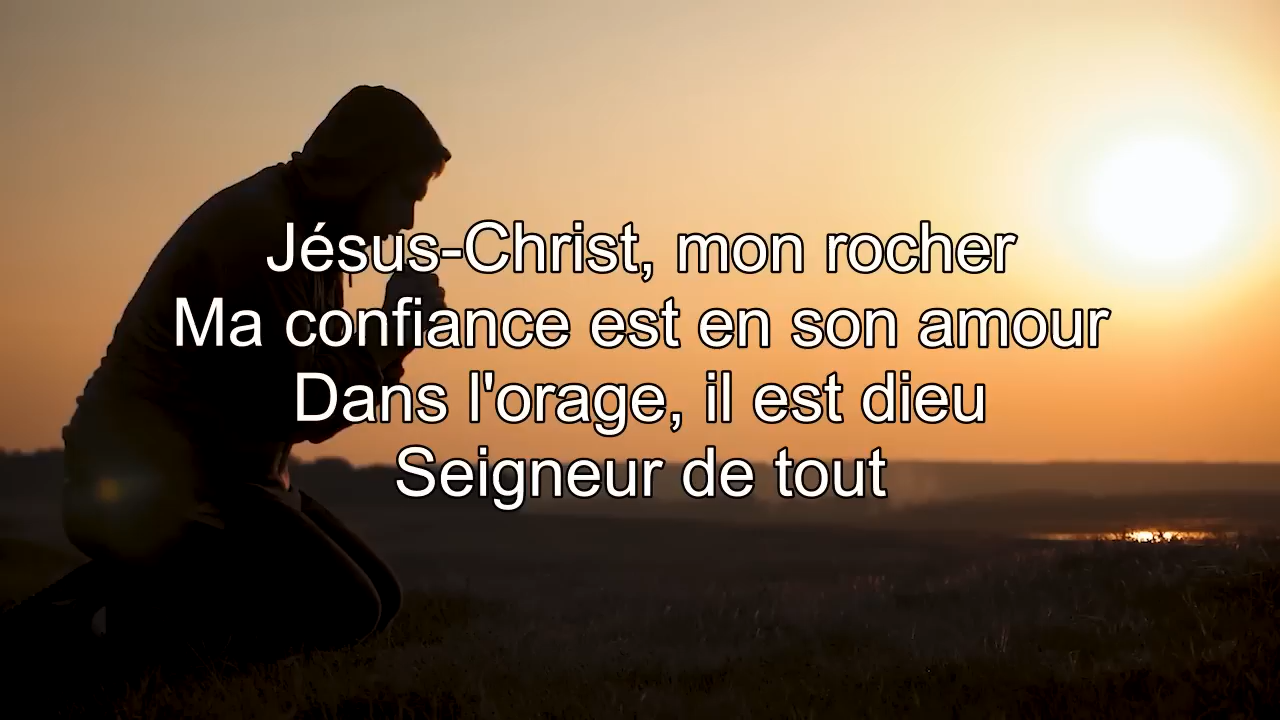 Jésus-Christ, mon rocher
Ma confiance est en son amour
Dans l'orage, il est dieu
Seigneur de tout